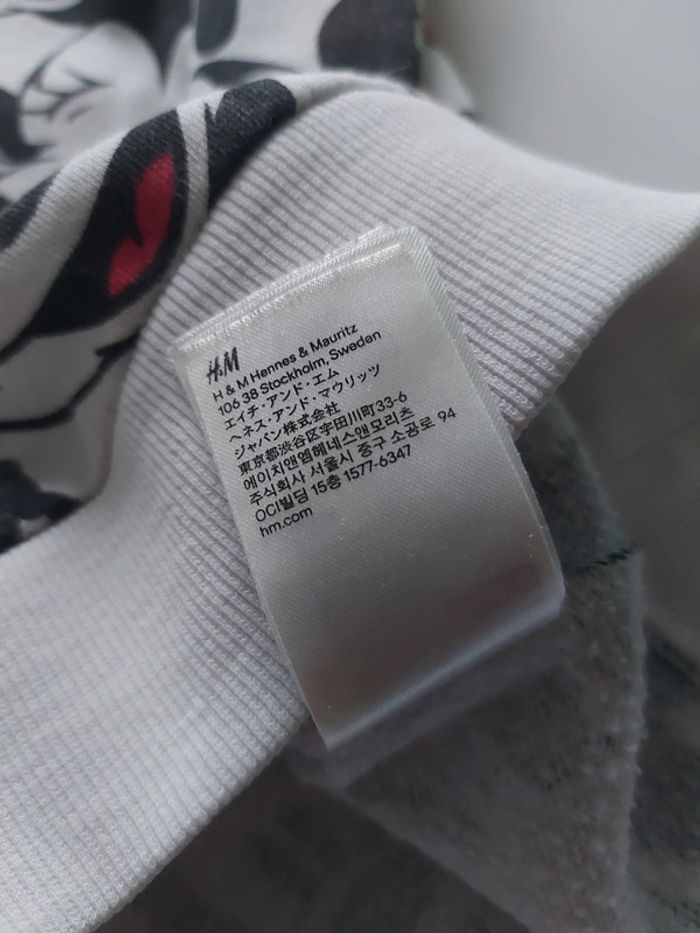 H&M
H & M Hennes & Mauritz
106 38 Stockholm, Sweden
エイチ・アンド・エム
ヘネス・アンド・マウリッツ
ジャパン株式会社
東京都渋谷区宇田川町33-6
에이치앤엠헤네스앤모리츠
주식회사 서울시 중구 소공로 94
OCI빌딩 15층 1577-6347
hm.com